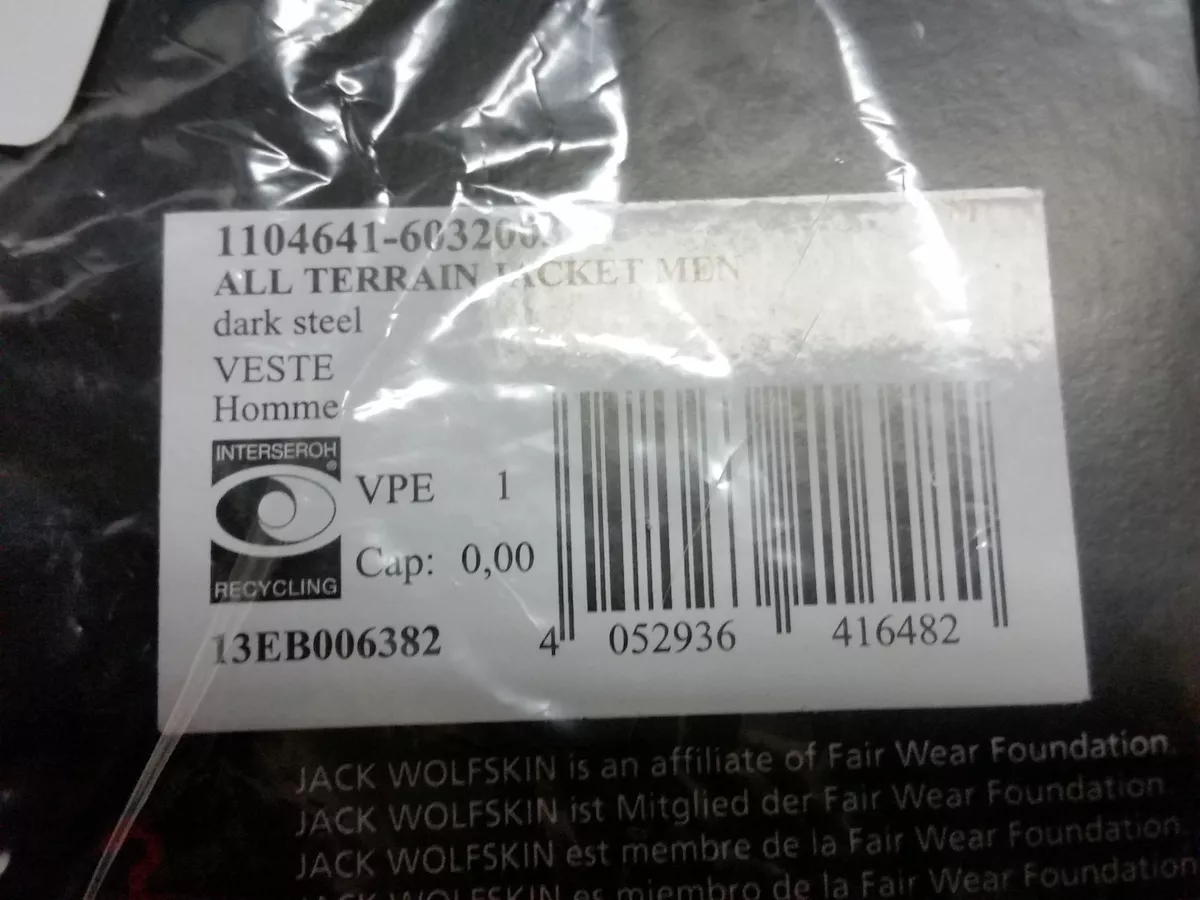 1104641-6032003 M
ALL TERRAIN JACKET MEN
dark steel
VESTE
Homme
INTERSEROH
®
RECYCLING
VPE 1
Cap: 0,00
13EB006382
4 052936 416482
JACK WOLFSKIN is an affiliate of Fair Wear Foundation.
JACK WOLFSKIN ist Mitglied der Fair Wear Foundation.
JACK WOLFSKIN est membre de la Fair Wear Foundation.
JACK WOLFSKIN es miembro de la Fair Wear Foundation